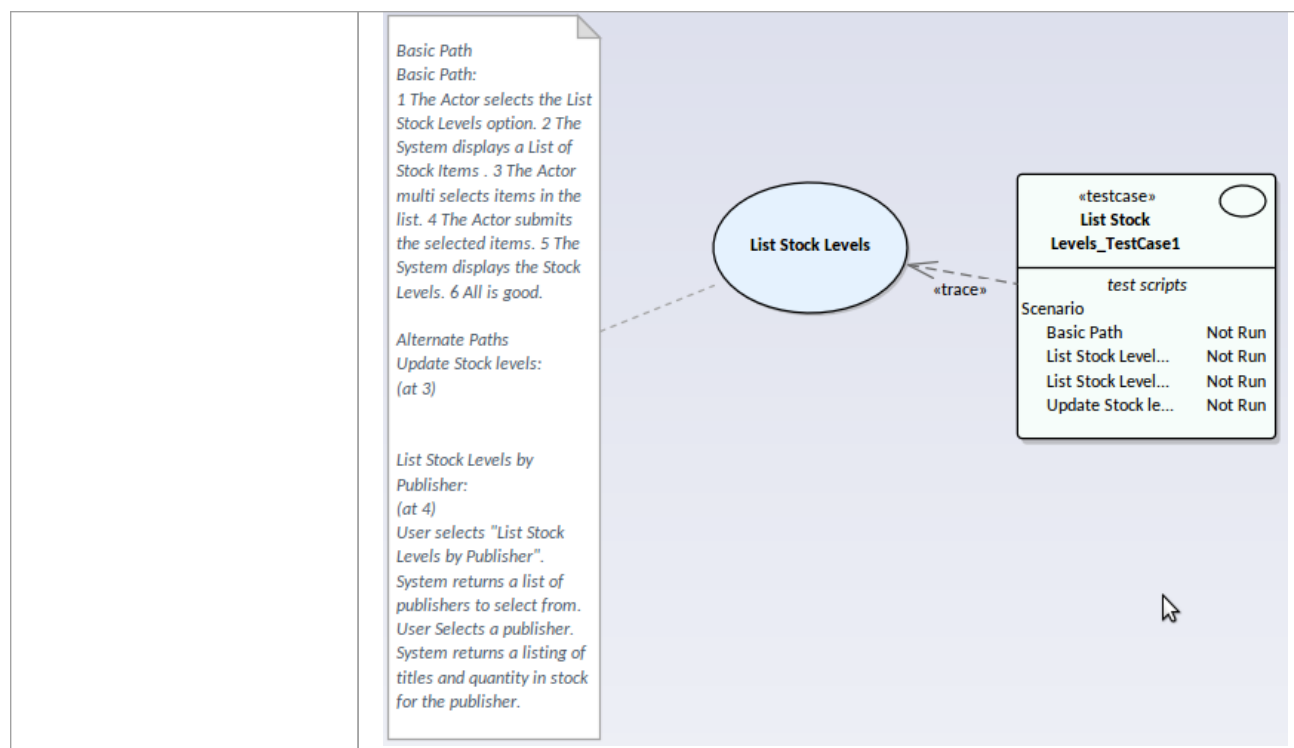 Basic Path
Basic Path:
1 The Actor selects the List
Stock Levels option. 2 The
System displays a List of
Stock Items . 3 The Actor
multi selects items in the
list. 4 The Actor submits
the selected items. 5 The
System displays the Stock
Levels. 6 All is good.
Alternate Paths
Update Stock levels:
(at 3)
List Stock Levels by
Publisher:
(at 4)
User selects "List Stock
Levels by Publisher".
System returns a list of
publishers to select from.
User Selects a publisher.
System returns a listing of
titles and quantity in stock
for the publisher.
List Stock Levels
«trace»
«testcase»
List Stock
Levels_TestCase1
test scripts
Scenario
Basic Path Not Run
List Stock Level... Not Run
List Stock Level... Not Run
Update Stock le... Not Run